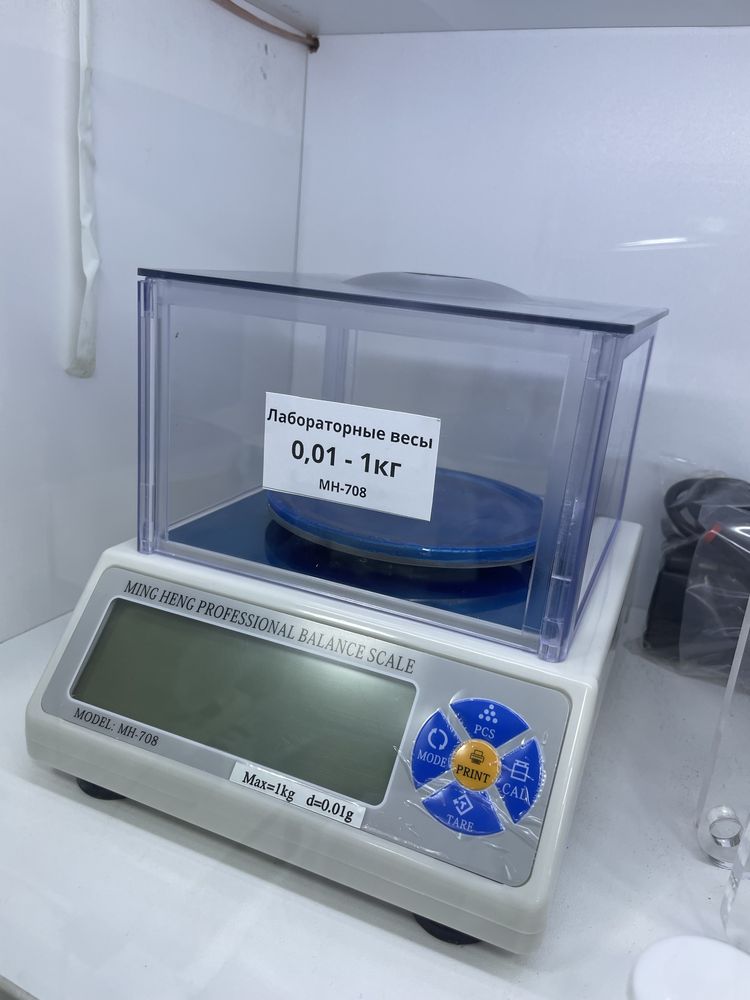 Лабораторные весы
0,01 - 1кг
МН-708
MING HENG PROFESSIONAL BALANCE SCALE
MODEL: MH-708
Max=1kg d=0.01g
PCS
MODE
PRINT
CAL
TARE